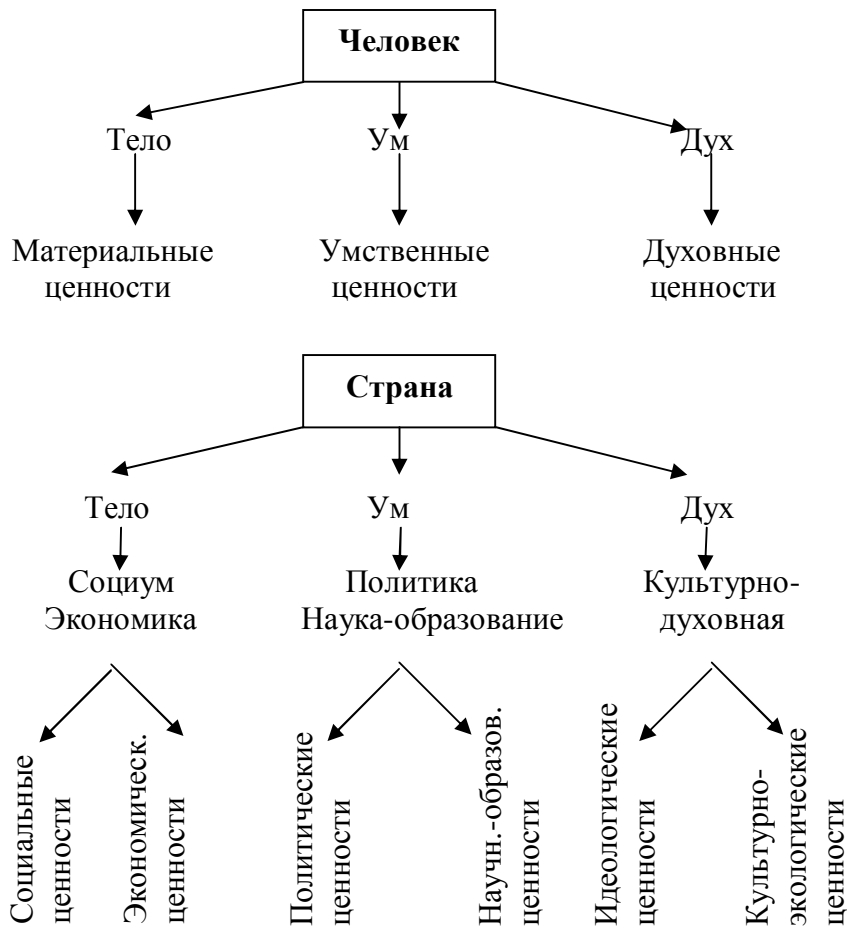 Человек
Тело
Ум
Дух
Материальные
ценности
Умственные
ценности
Духовные
ценности
Страна
Тело
Ум
Дух
Социум
Экономика
Политика
Наука-образование
Культурно-
духовная
Социальные
ценности
Экономическ.
ценности
Политические
ценности
Научн.-образов.
ценности
Идеологические
ценности
Культурно-
экологические
ценности